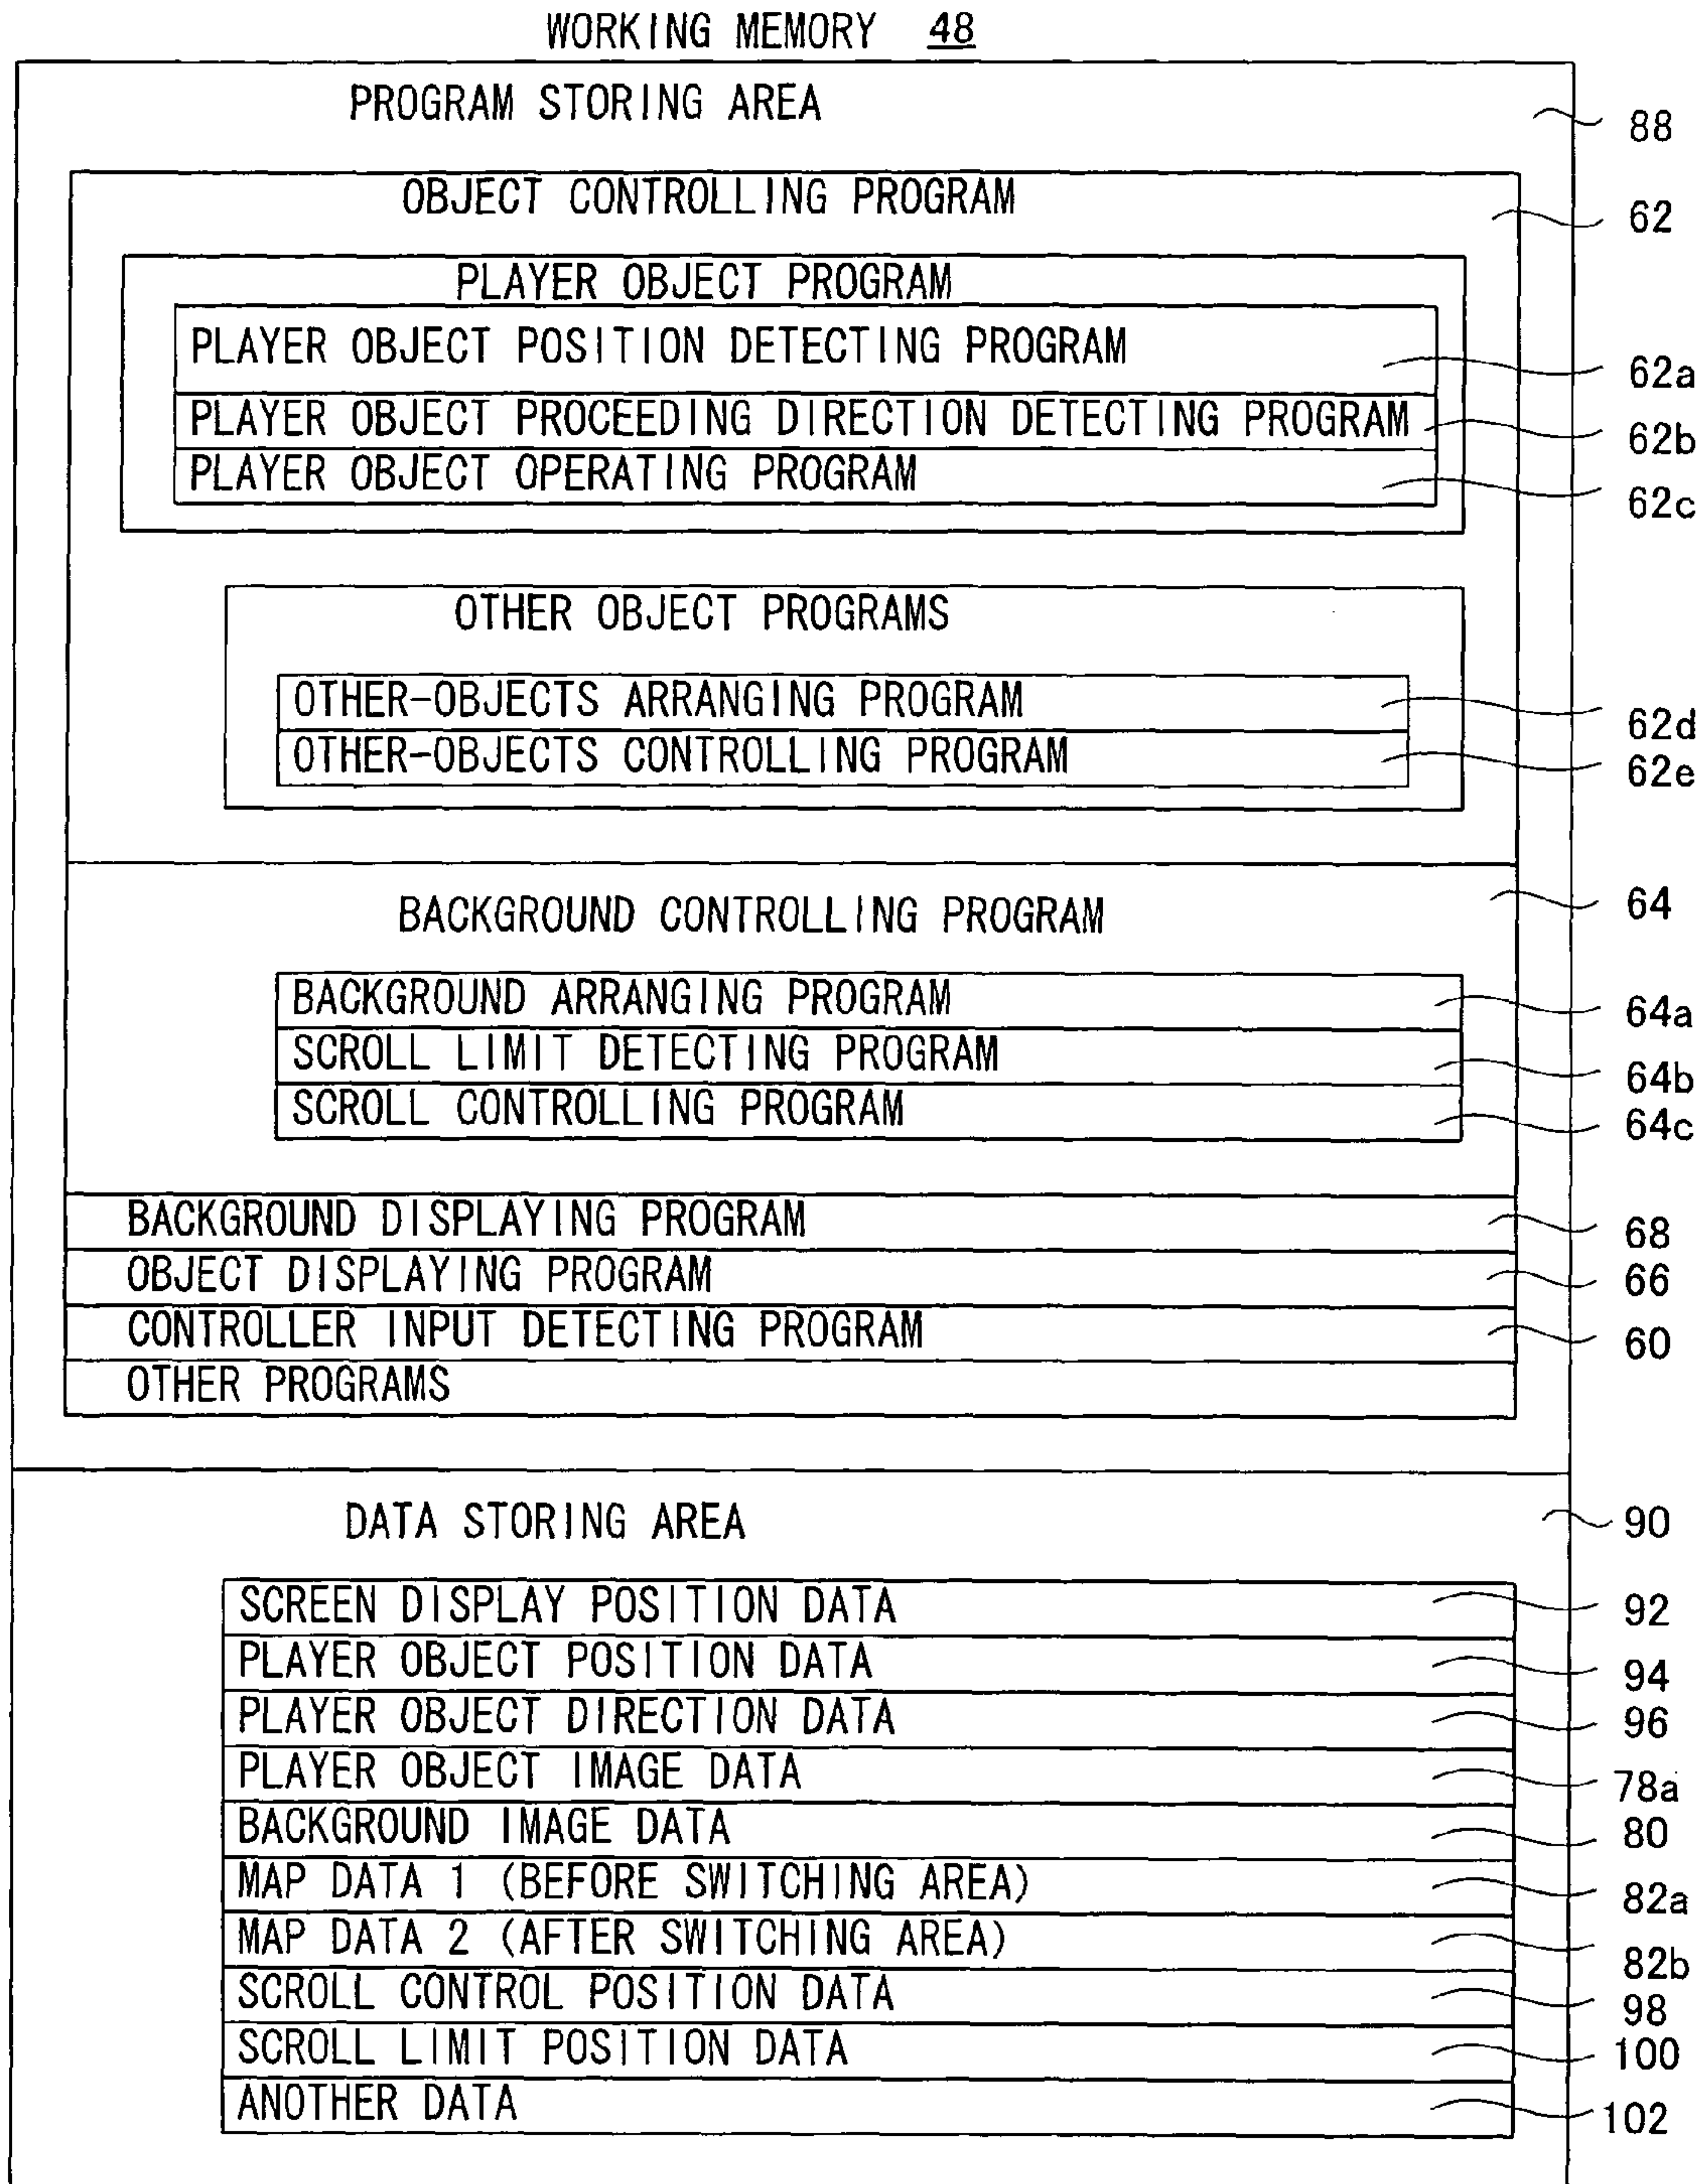 WORKING MEMORY 48
PROGRAM STORING AREA 88
OBJECT CONTROLLING PROGRAM 62
PLAYER OBJECT PROGRAM
PLAYER OBJECT POSITION DETECTING PROGRAM 62a
PLAYER OBJECT PROCEEDING DIRECTION DETECTING PROGRAM 62b
PLAYER OBJECT OPERATING PROGRAM 62c
OTHER OBJECT PROGRAMS
OTHER-OBJECTS ARRANGING PROGRAM 62d
OTHER-OBJECTS CONTROLLING PROGRAM 62e
BACKGROUND CONTROLLING PROGRAM 64
BACKGROUND ARRANGING PROGRAM 64a
SCROLL LIMIT DETECTING PROGRAM 64b
SCROLL CONTROLLING PROGRAM 64c
BACKGROUND DISPLAYING PROGRAM 68
OBJECT DISPLAYING PROGRAM 66
CONTROLLER INPUT DETECTING PROGRAM 60
OTHER PROGRAMS
DATA STORING AREA 90
SCREEN DISPLAY POSITION DATA 92
PLAYER OBJECT POSITION DATA 94
PLAYER OBJECT DIRECTION DATA 96
PLAYER OBJECT IMAGE DATA 78a
BACKGROUND IMAGE DATA 80
MAP DATA 1 (BEFORE SWITCHING AREA) 82a
MAP DATA 2 (AFTER SWITCHING AREA) 82b
SCROLL CONTROL POSITION DATA 98
SCROLL LIMIT POSITION DATA 100
ANOTHER DATA 102